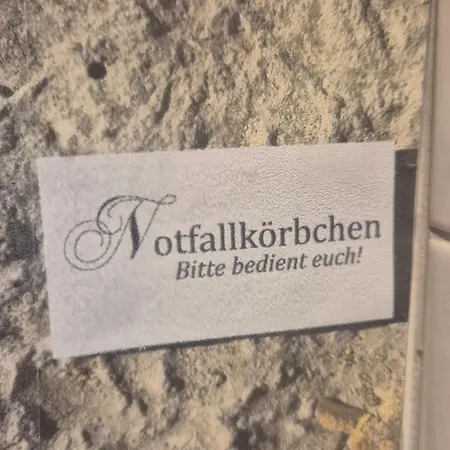 Notfallkörbchen
Bitte bedient euch!